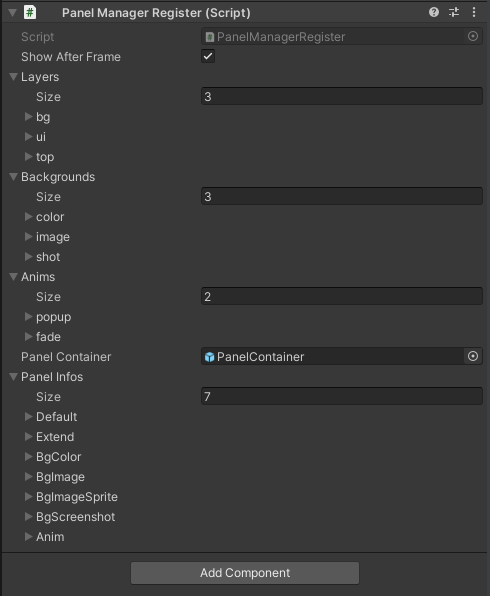 Panel Manager Register (Script)
Script PanelManagerRegister
Show After Frame
Layers
Size 3
bg
ui
top
Backgrounds
Size 3
color
image
shot
Anims
Size 2
popup
fade
Panel Container PanelContainer
Panel Infos
Size 7
Default
Extend
BgColor
BgImage
BgImageSprite
BgScreenshot
Anim
Add Component